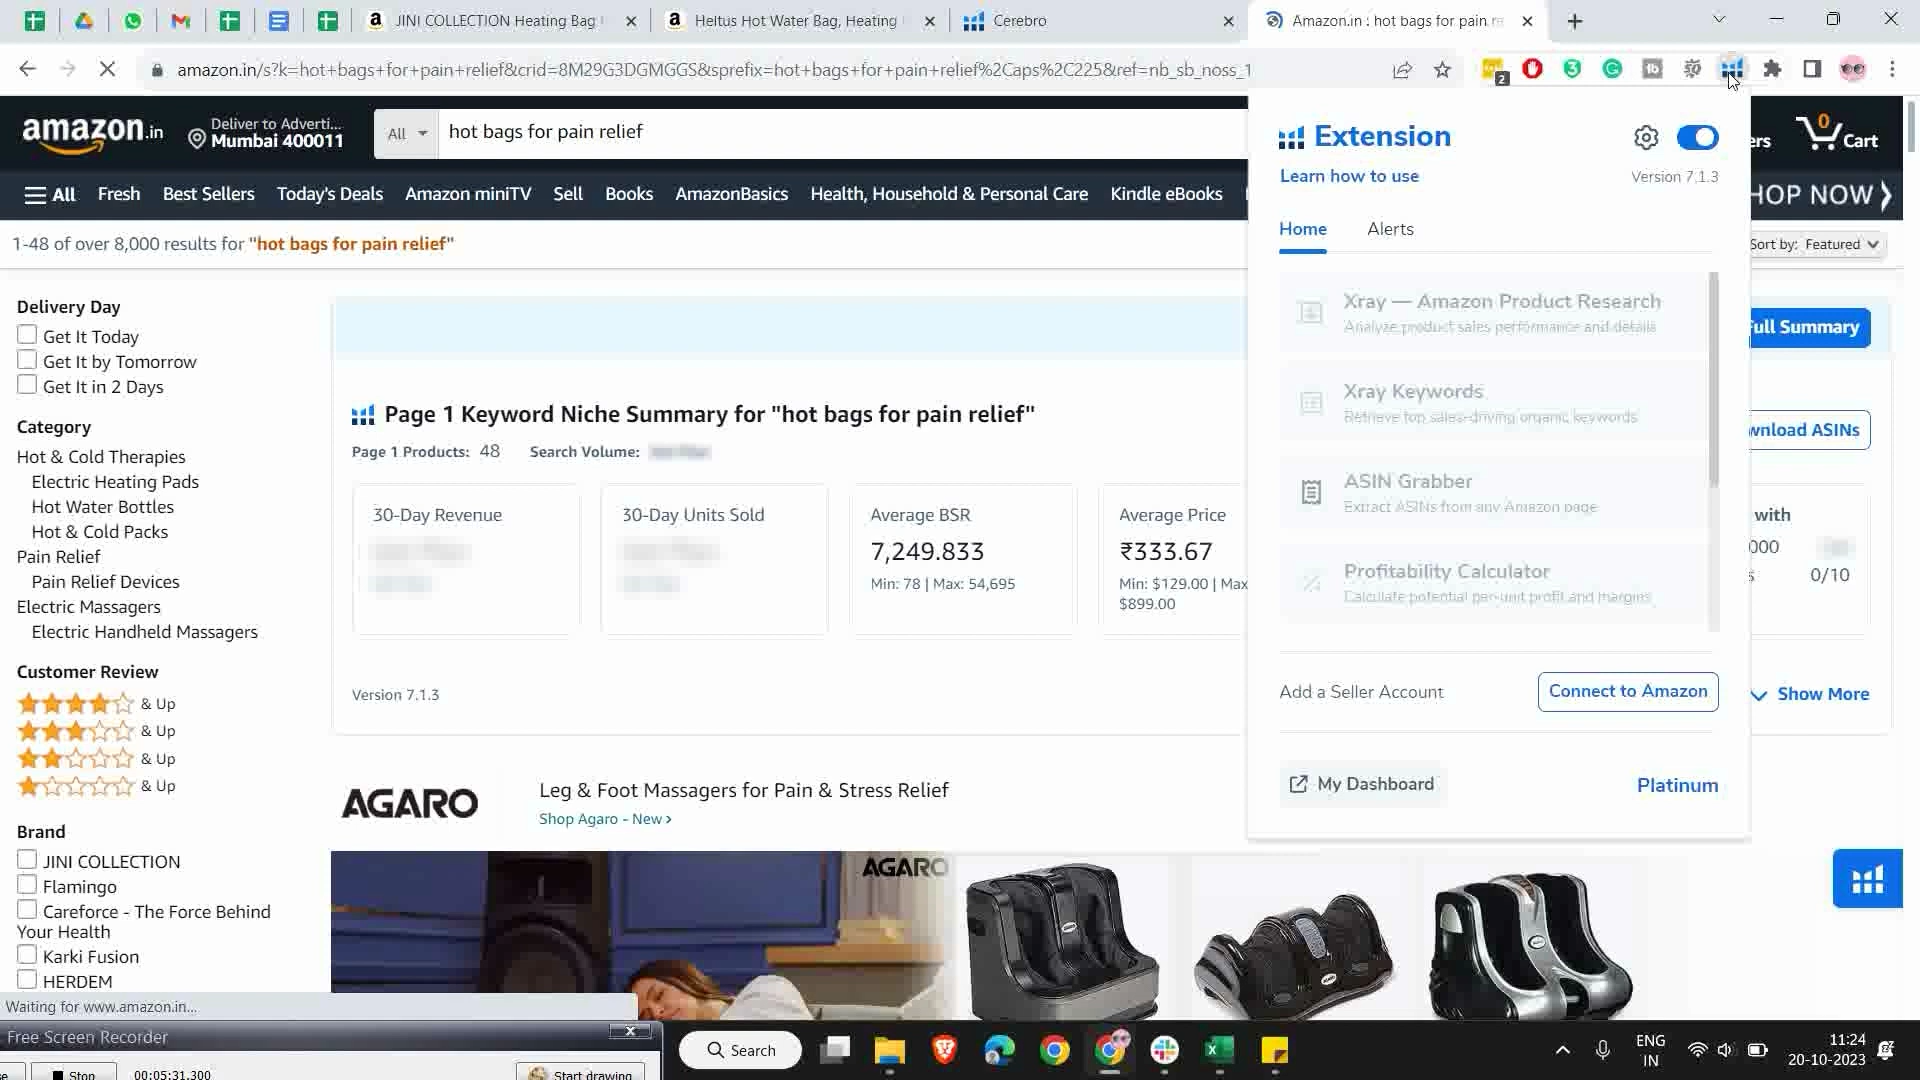 JINI COLLECTION Heating Bag
Heltus Hot Water Bag, Heating
Cerebro
Amazon.in : hot bags for pain re
amazon.in/s?k=hot+bags+for+pain+relief&crid=8M29G3DGMGGS&sprefix=hot+bags+for+pain+relief%2Caps%2C225&ref=nb_sb_noss_1
2
amazon.in
Deliver to Adverti...
Mumbai 400011
All
hot bags for pain relief
ers
0
Cart
All Fresh Best Sellers Today's Deals Amazon miniTV Sell Books AmazonBasics Health, Household & Personal Care Kindle eBooks
HOP NOW
1-48 of over 8,000 results for "hot bags for pain relief"
Sort by: Featured
Extension
Learn how to use
Version 7.1.3
Home
Alerts
Xray — Amazon Product Research
Analyze product sales performance and details
Xray Keywords
Retrieve top sales-driving organic keywords
ASIN Grabber
Extract ASINs from any Amazon page
Profitability Calculator
Calculate potential per-unit profit and margins
Add a Seller Account
Connect to Amazon
My Dashboard
Platinum
Delivery Day
Get It Today
Get It by Tomorrow
Get It in 2 Days
Category
Hot & Cold Therapies
Electric Heating Pads
Hot Water Bottles
Hot & Cold Packs
Pain Relief
Pain Relief Devices
Electric Massagers
Electric Handheld Massagers
Customer Review
& Up
& Up
& Up
& Up
Brand
JINI COLLECTION
Flamingo
Careforce - The Force Behind
Your Health
Karki Fusion
HERDEM
Full Summary
Page 1 Keyword Niche Summary for "hot bags for pain relief"
Page 1 Products: 48
Search Volume:
wnload ASINs
30-Day Revenue
30-Day Units Sold
Average BSR
7,249.833
Min: 78 | Max: 54,695
Average Price
₹333.67
Min: $129.00 | Max
$899.00
with
000
s
0/10
Version 7.1.3
Show More
AGARO
Leg & Foot Massagers for Pain & Stress Relief
Shop Agaro - New ›
AGARO
Waiting for www.amazon.in...
Free Screen Recorder
Stop
00:05:31.300
Start drawing
Search
ENG
IN
11:24
20-10-2023